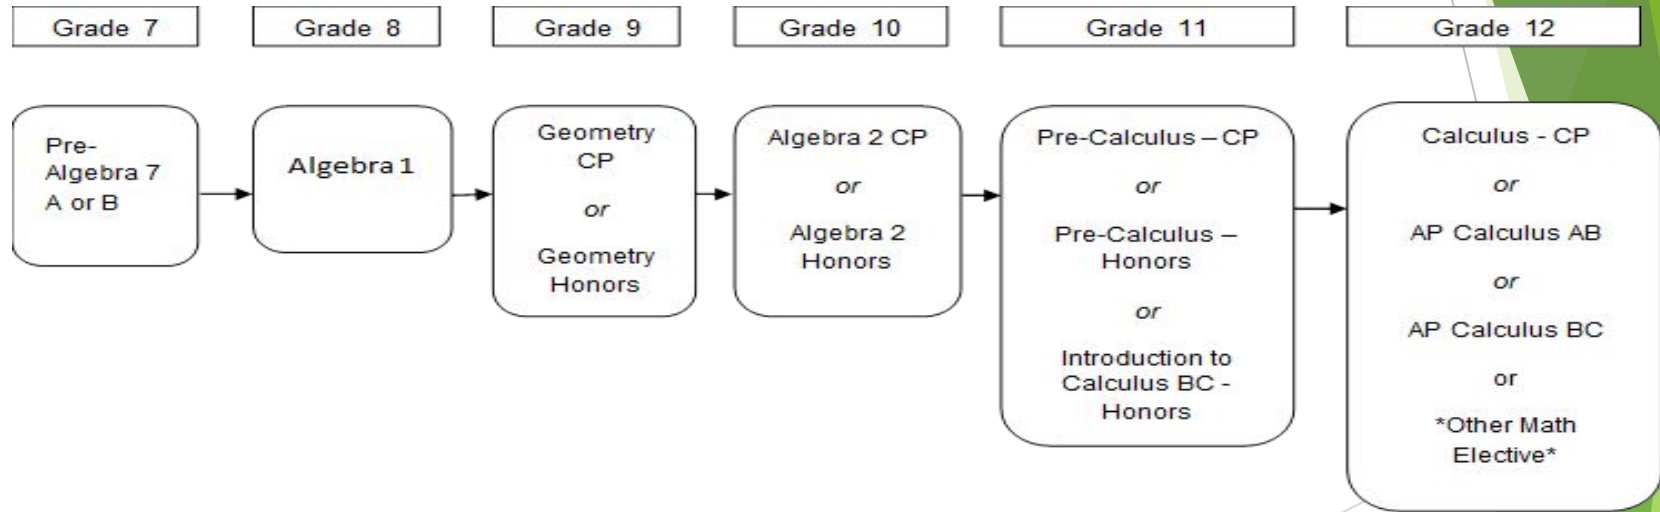 Grade 7
Grade 8
Grade 9
Grade 10
Grade 11
Grade 12
Pre-
Algebra 7
A or B
Algebra 1
Geometry
CP
or
Geometry
Honors
Algebra 2 CP
or
Algebra 2
Honors
Pre-Calculus – CP
or
Pre-Calculus –
Honors
or
Introduction to
Calculus BC -
Honors
Calculus - CP
or
AP Calculus AB
or
AP Calculus BC
or
*Other Math
Elective*